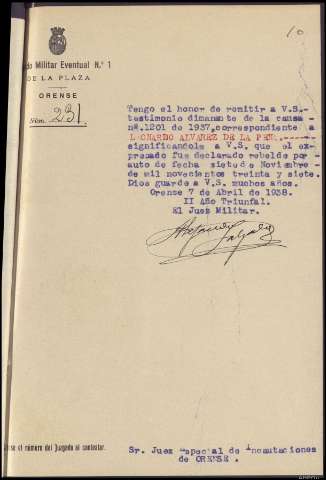 10
do Militar Eventual N.° 1
DE LA PLAZA
ORENSE
Núm. 231
Tengo el honor de remitir a V.S.
testimonio dimanante de la causa
nº.1201 de 1937,correspondiente a
LEONARDO ALVAREZ DE LA PENA.-----
significandole a V.S. que el ex-
presado fue declarado rebelde por
auto de fecha sietede Noviembre
de mil novecientos treinta y siete.
Dios guarde a V.S. muchos años.
Orense 7 de Abril de 1938.
II Año Triunfal.
El Juez Militar.
el número del Juzgado al contestar.
Sr. Juez Especial de Incautaciones
de ORENSE .